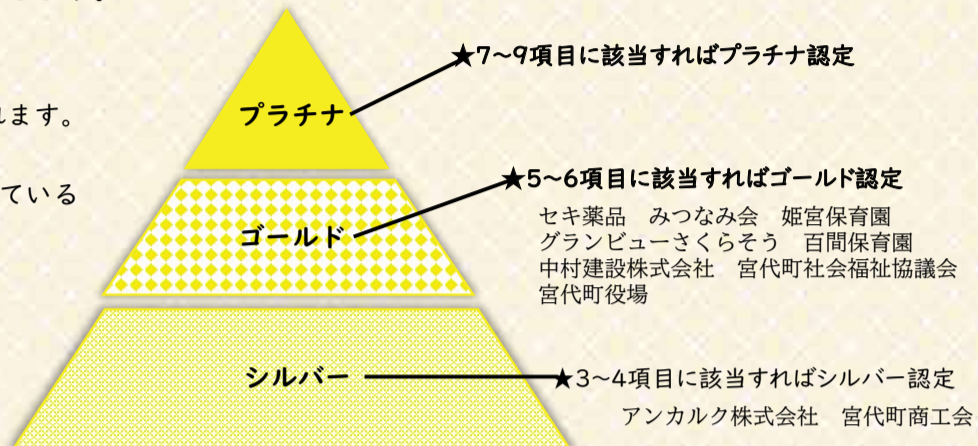 ★7~9項目に該当すればプラチナ認定
プラチナ
れます。
ている
★5~6項目に該当すればゴールド認定
ゴールド
セキ薬品　みつなみ会　姫宮保育園
グランビューさくらそう　百間保育園
中村建設株式会社　宮代町社会福祉協議会
宮代町役場
シルバー
★3~4項目に該当すればシルバー認定
アンカルク株式会社　宮代町商工会